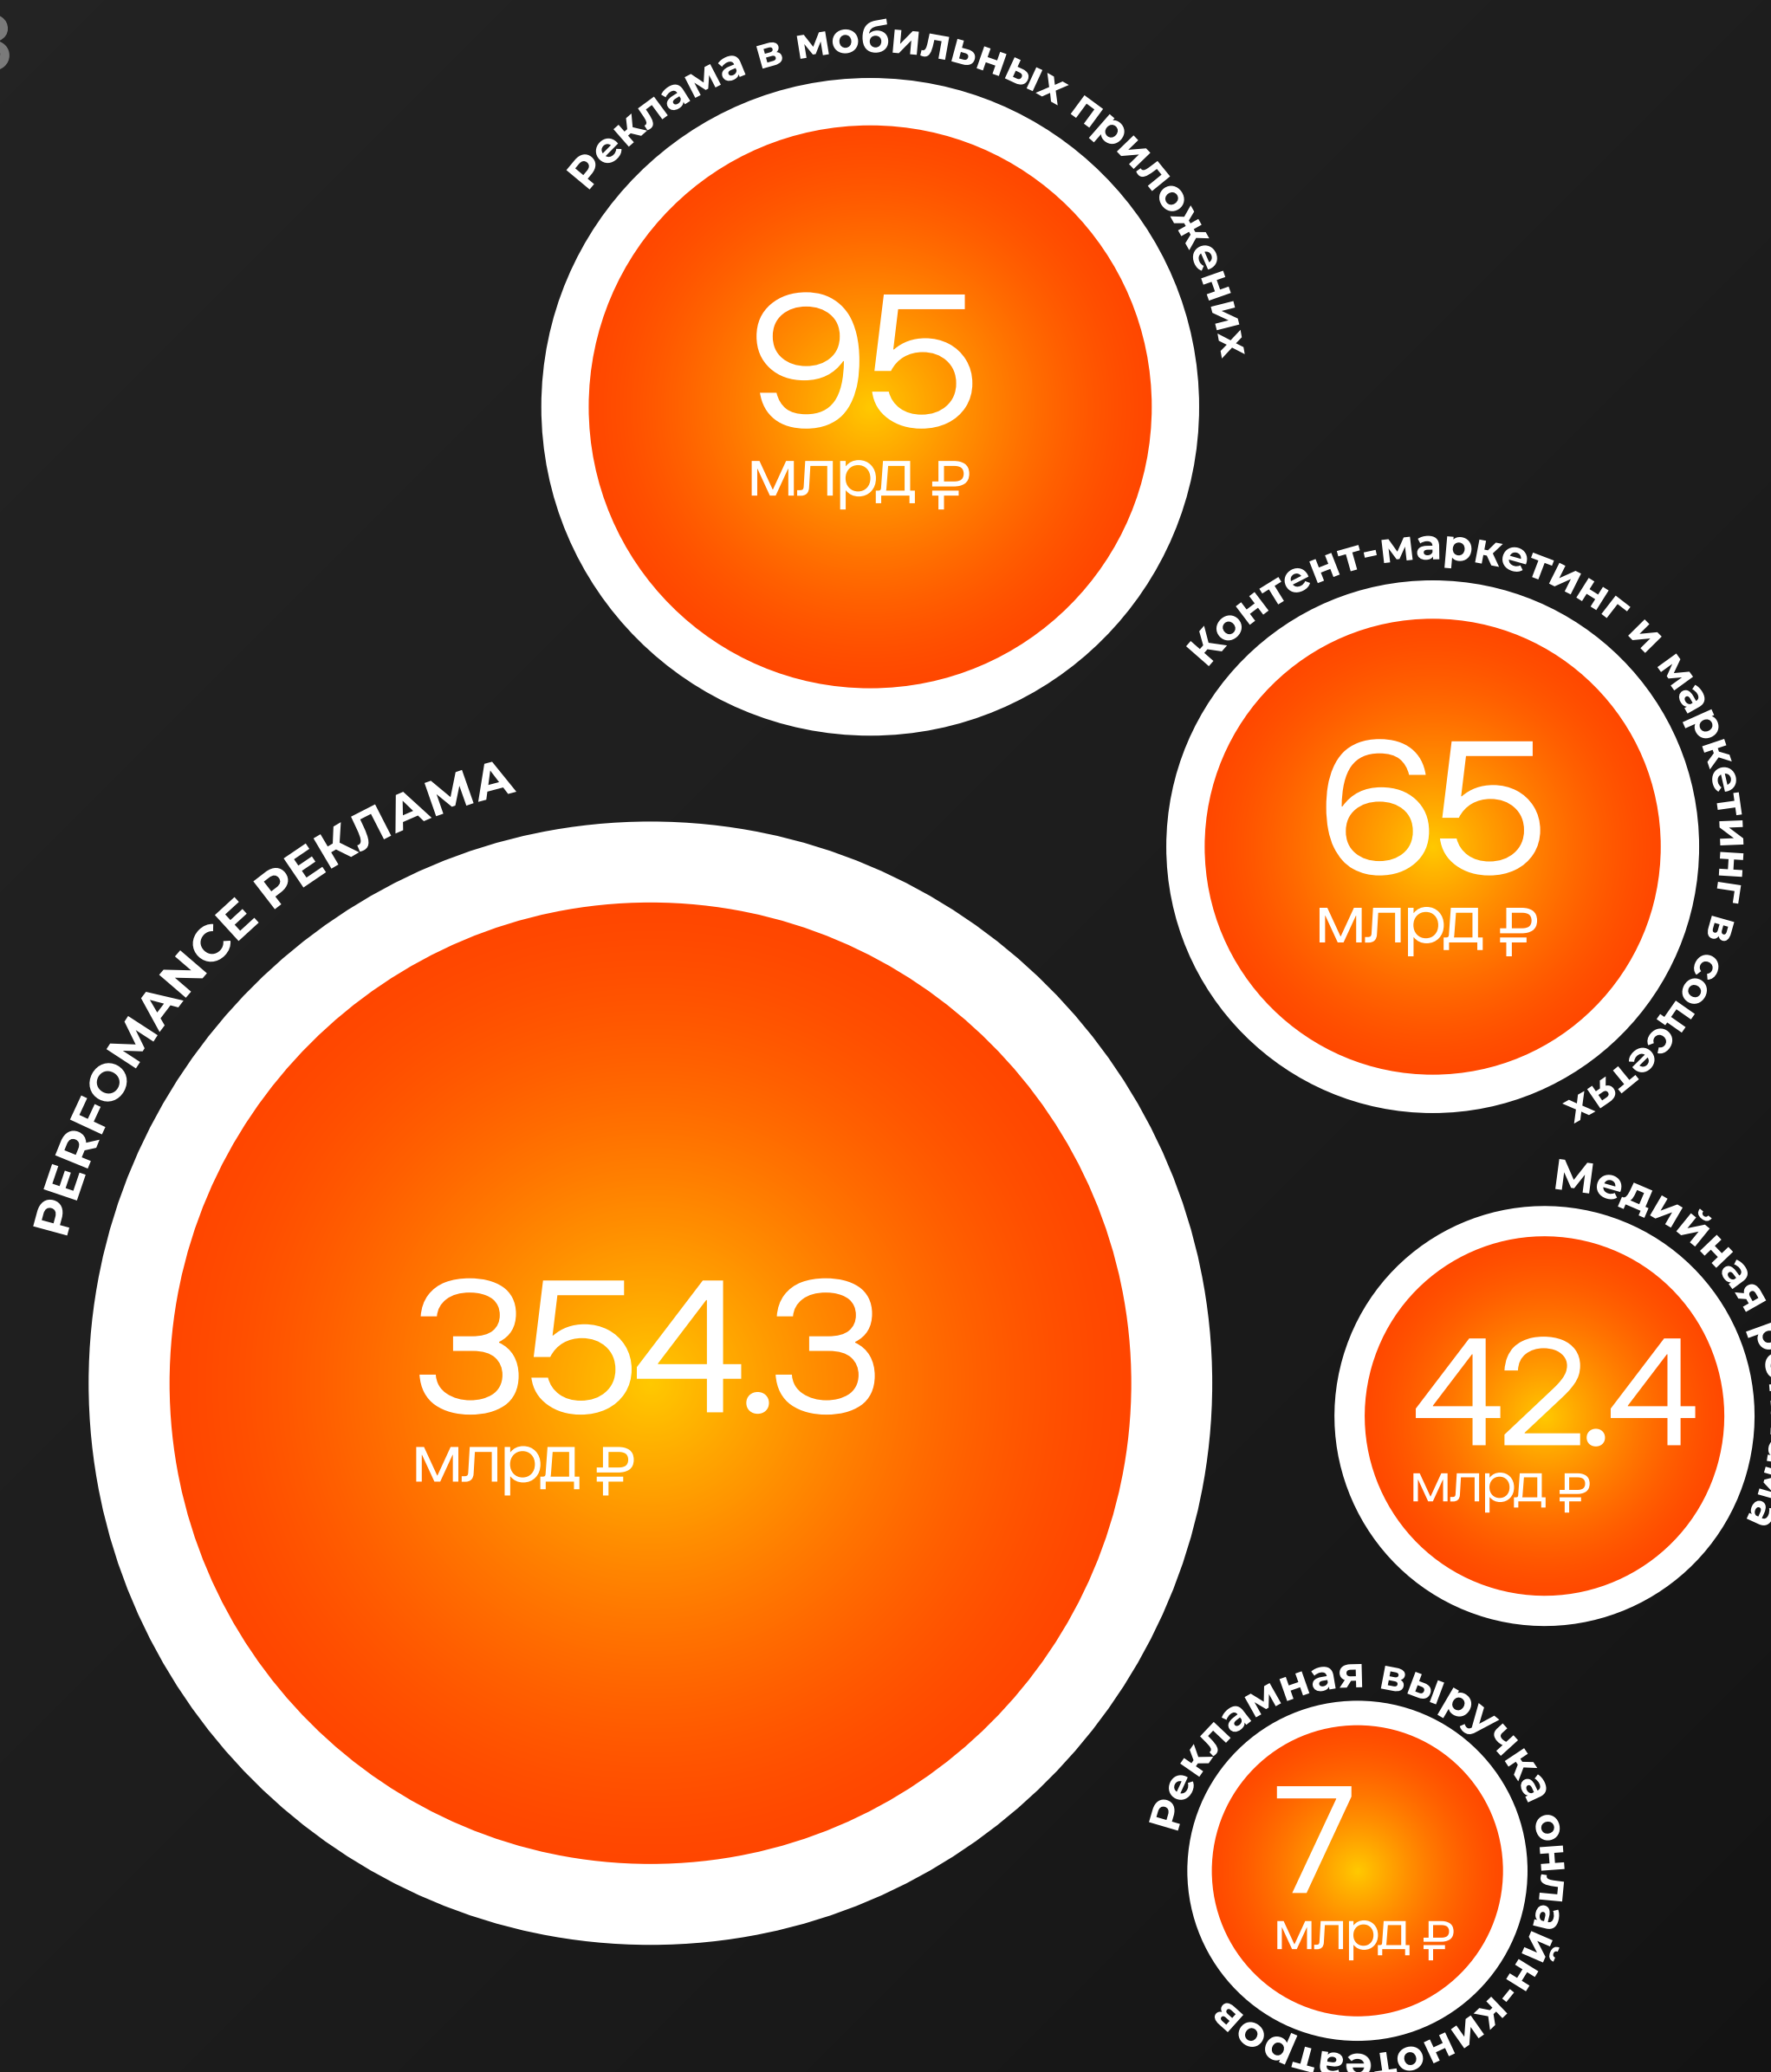 Реклама в мобильных приложениях
95
млрд ₽
Контент-маркетинг и маркетинг в соцсетях
65
млрд ₽
PERFOMANCE РЕКЛАМА
354.3
млрд ₽
Медийная
42.4
млрд ₽
Рекламная выручка онлайн-кинотеатров
7
млрд ₽